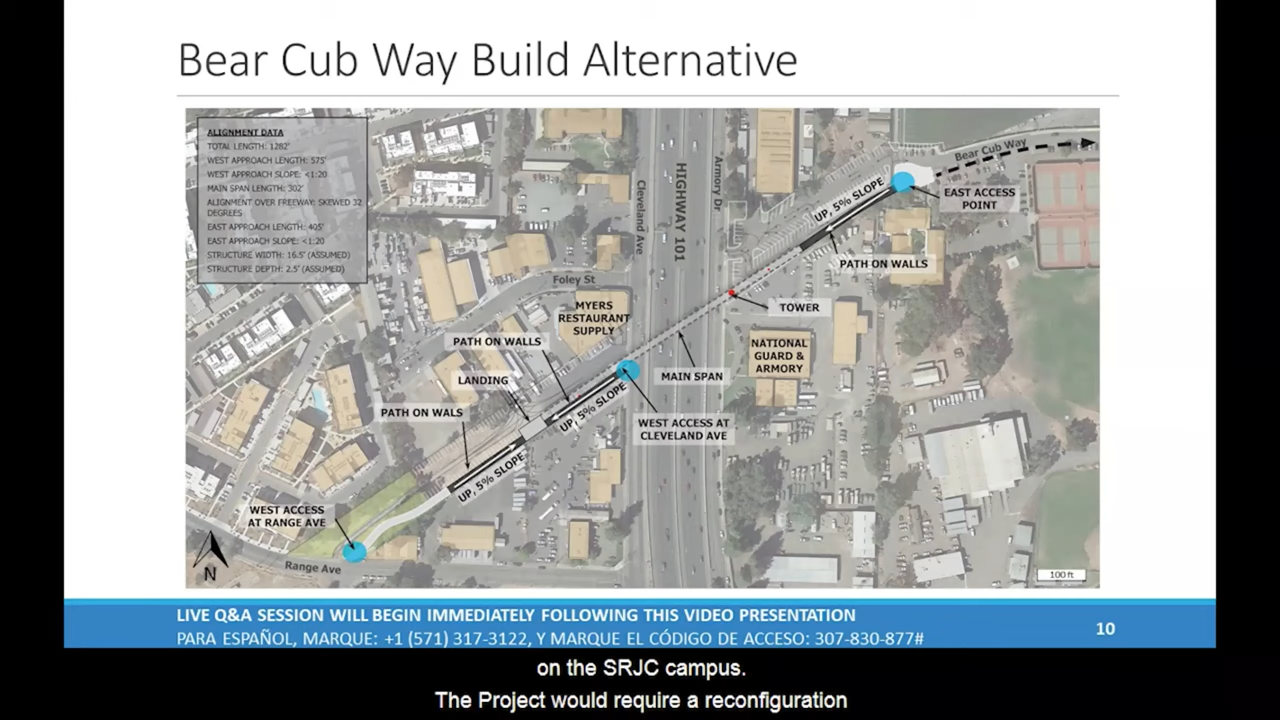 Bear Cub Way Build Alternative
ALIGNMENT DATA
TOTAL LENGTH: 1282'
WEST APPROACH LENGTH: 575'
WEST APPROACH SLOPE: <1:20
MAIN SPAN LENGTH: 302'
ALIGNMENT OVER FREEWAY: SKEWED 32
DEGREES
EAST APPROACH LENGTH: 405'
EAST APPROACH SLOPE: <1:20
STRUCTURE WIDTH: 16.5' (ASSUMED)
STRUCTURE DEPTH: 2.5' (ASSUMED)
Cleveland Ave
HIGHWAY 101
Armory Dr
Bear Cub Way
EAST ACCESS
POINT
UP, 5% SLOPE
PATH ON WALLS
Foley St
MYERS
RESTAURANT
SUPPLY
TOWER
PATH ON WALLS
NATIONAL
GUARD &
ARMORY
LANDING
MAIN SPAN
PATH ON WALS
UP, 5% SLOPE
WEST ACCESS AT
CLEVELAND AVE
UP, 5% SLOPE
WEST ACCESS
AT RANGE AVE
Range Ave
N
100 ft
LIVE Q&A SESSION WILL BEGIN IMMEDIATELY FOLLOWING THIS VIDEO PRESENTATION
PARA ESPAÑOL, MARQUE: +1 (571) 317-3122, Y MARQUE EL CÓDIGO DE ACCESO: 307-830-877#
10
on the SRJC campus.
The Project would require a reconfiguration